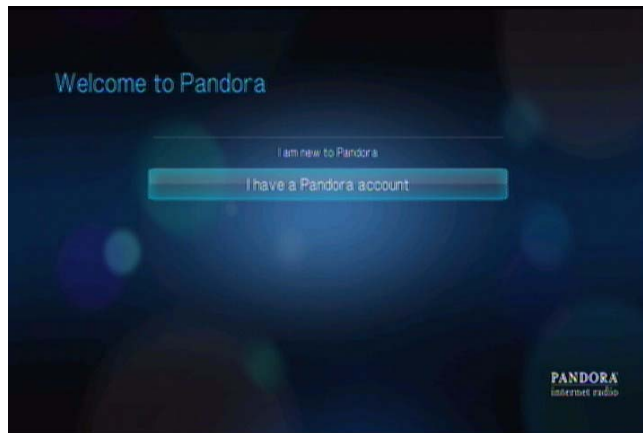 Welcome to Pandora
I am new to Pandora
I have a Pandora account
PANDORA
internet radio